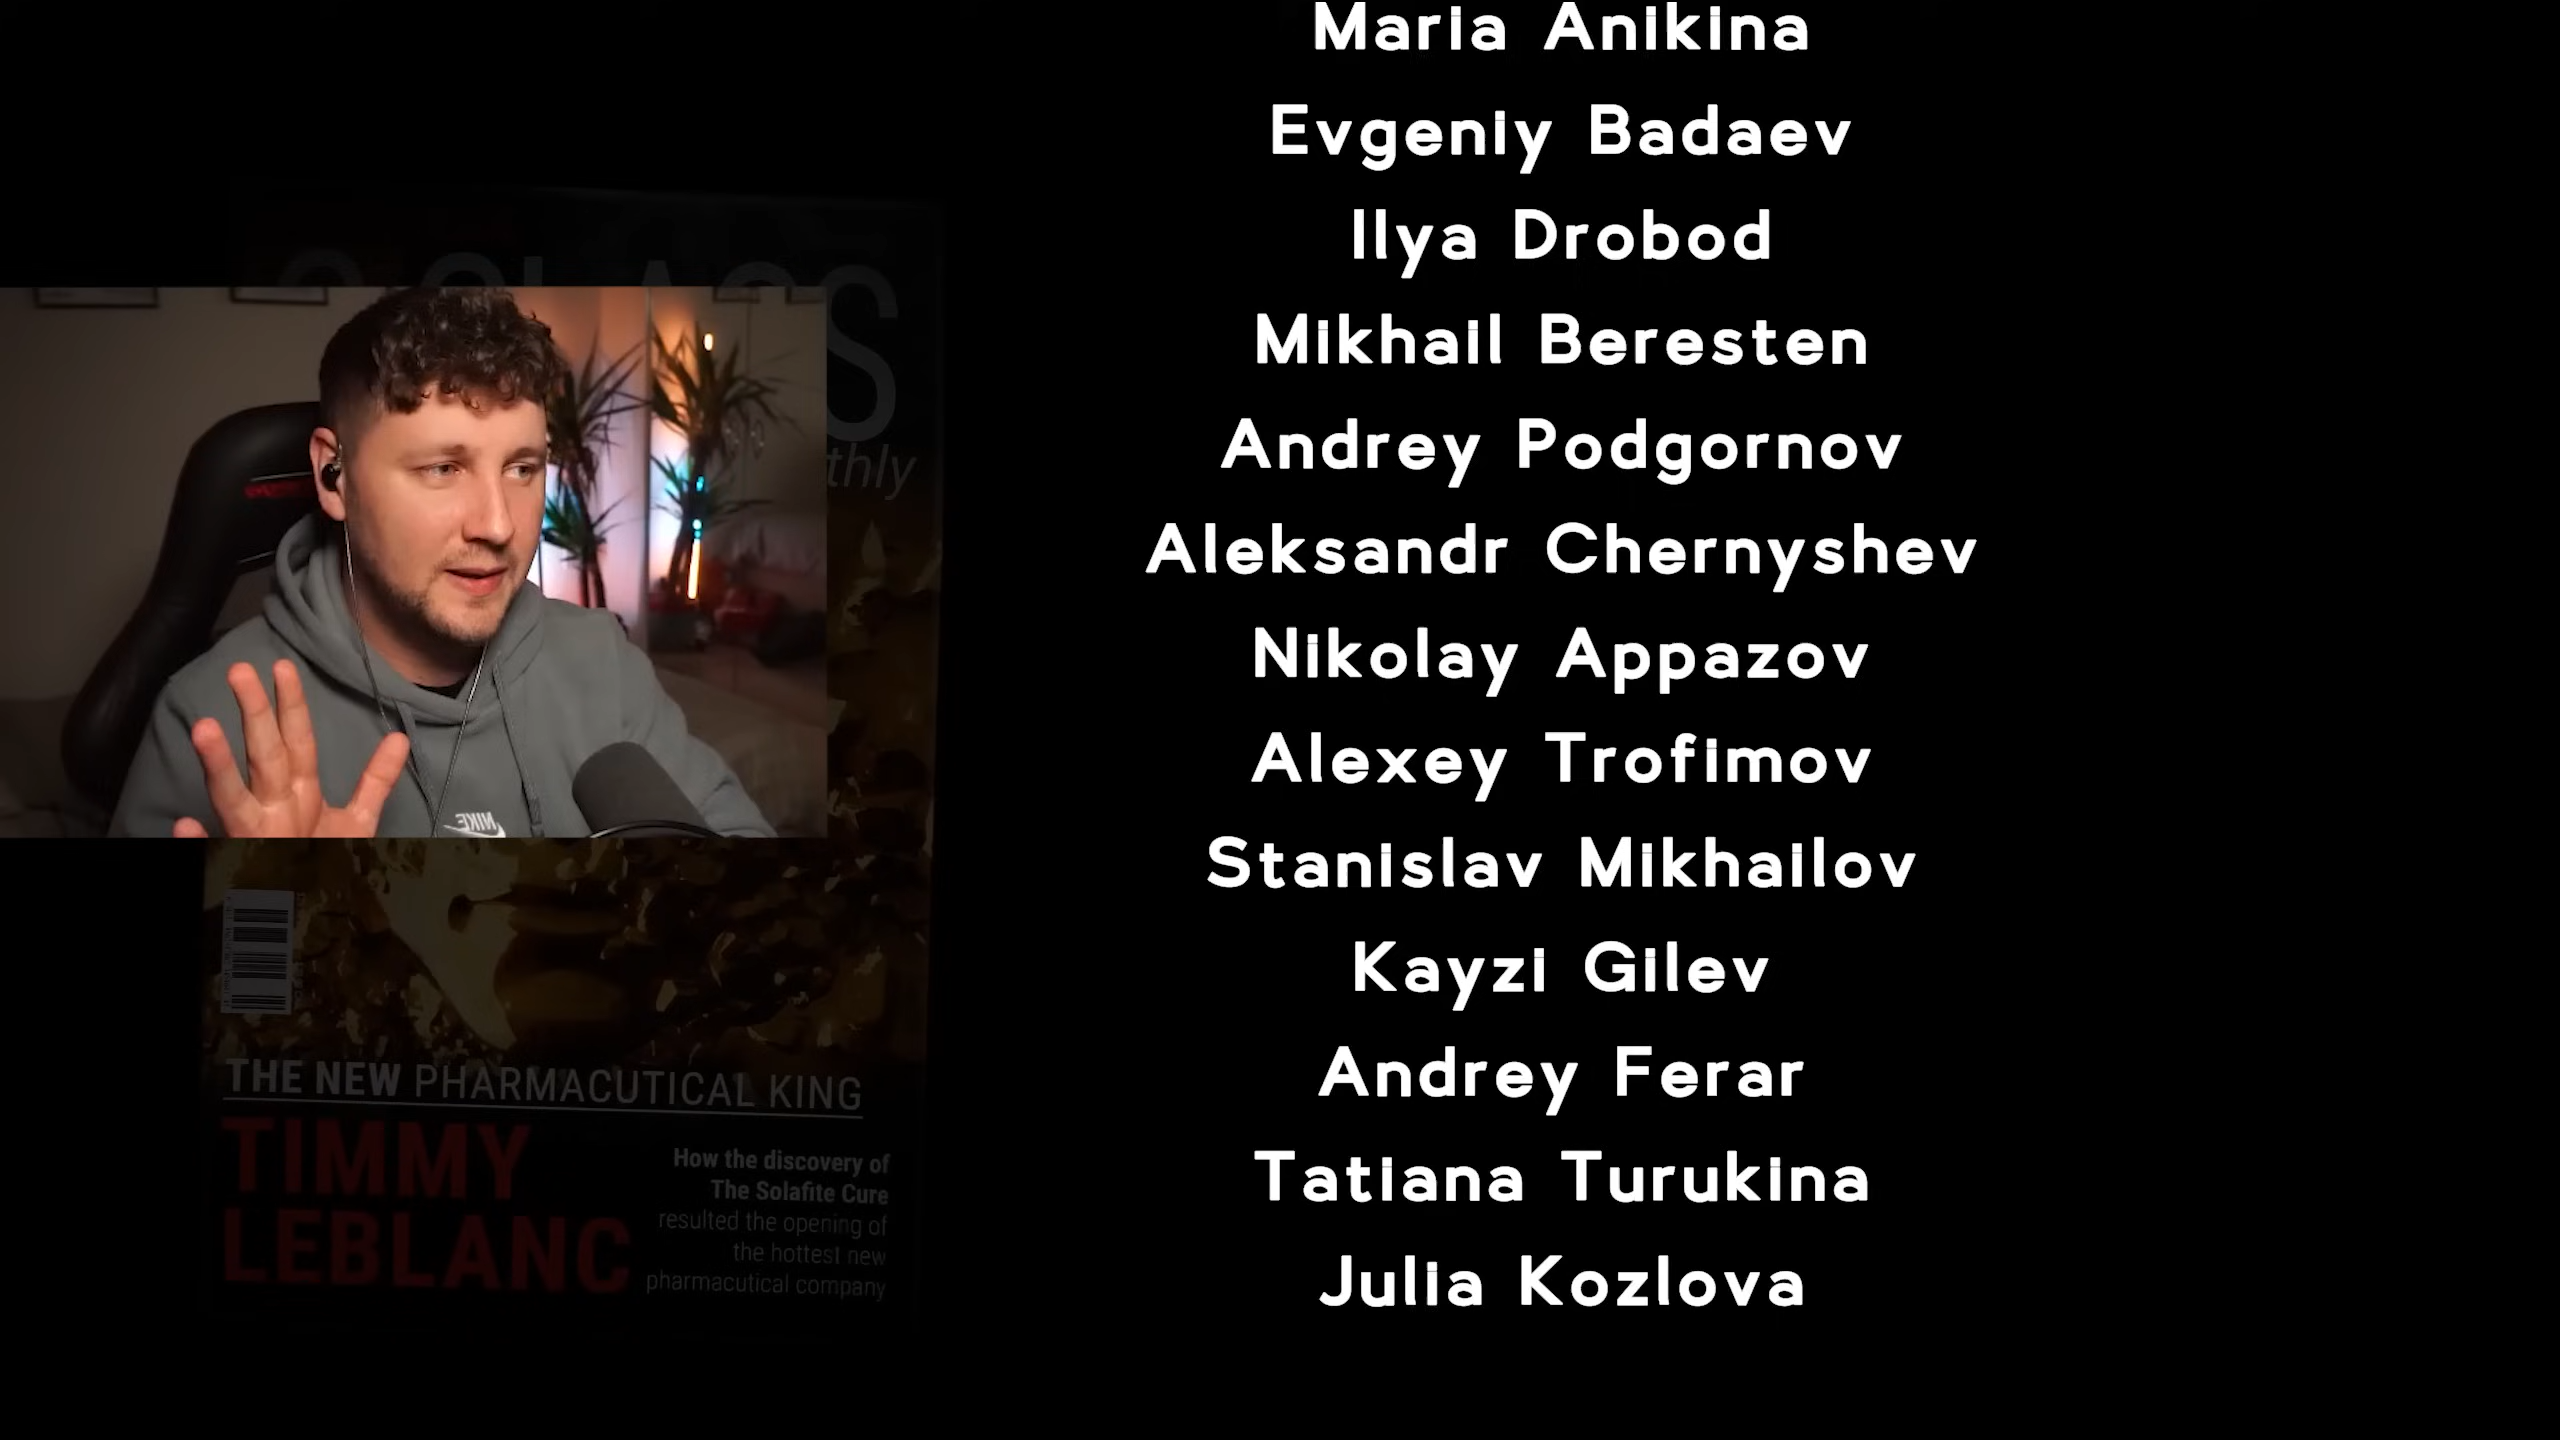 Maria Anikina
Evgeniy Badaev
Ilya Drobod
Mikhail Beresten
Andrey Podgornov
Aleksandr Chernyshev
Nikolay Appazov
Alexey Trofimov
Stanislav Mikhailov
Kayzi Gilev
Andrey Ferar
Tatiana Turukina
Julia Kozlova
NIKE
THE NEW PHARMACUTICAL KING
TIMMY
LEBLANC
How the discovery of
The Solafite Cure
resulted the opening of
the hottest new
pharmacutical company